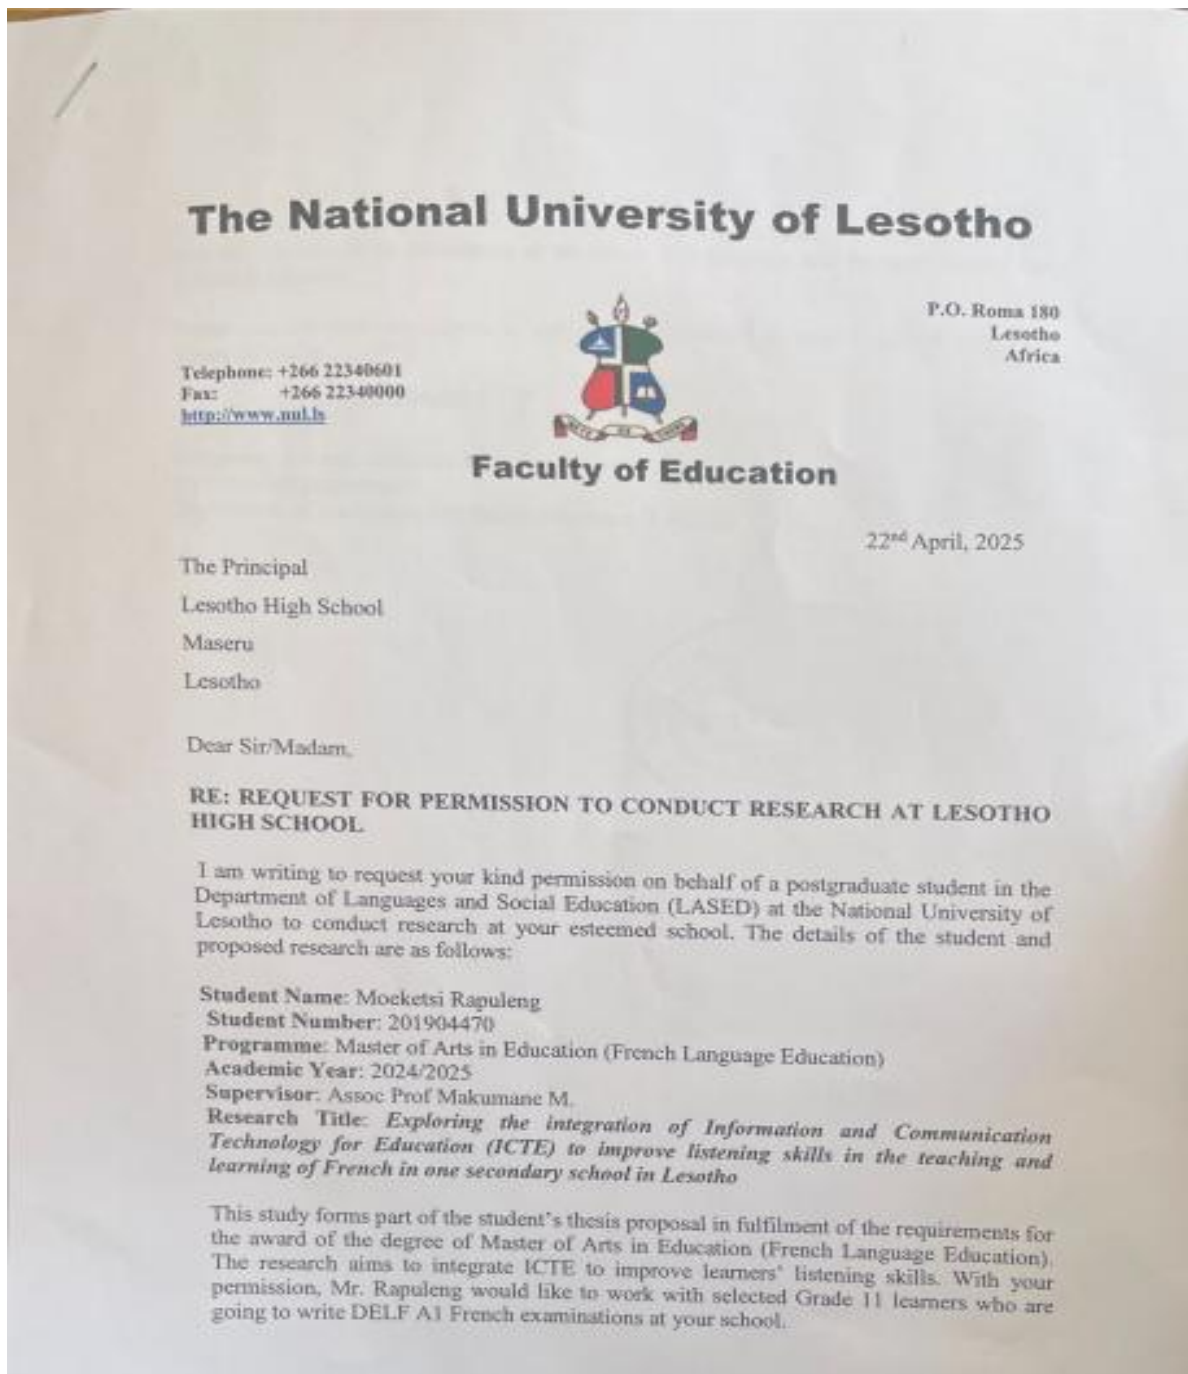 The National University of Lesotho
P.O. Roma 180
Lesotho
Africa
Telephone: +266 22340601
Fax: +266 22340000
http://www.nul.ls
Faculty of Education
22nd April, 2025
The Principal
Lesotho High School
Maseru
Lesotho
Dear Sir/Madam,
RE: REQUEST FOR PERMISSION TO CONDUCT RESEARCH AT LESOTHO
HIGH SCHOOL
I am writing to request your kind permission on behalf of a postgraduate student in the
Department of Languages and Social Education (LASED) at the National University of
Lesotho to conduct research at your esteemed school. The details of the student and
proposed research are as follows:
Student Name: Moeketsi Rapuleng
Student Number: 201904470
Programme: Master of Arts in Education (French Language Education)
Academic Year: 2024/2025
Supervisor: Assoc Prof Makumane M.
Research Title: Exploring the integration of Information and Communication
Technology for Education (ICTE) to improve listening skills in the teaching and
learning of French in one secondary school in Lesotho
This study forms part of the student's thesis proposal in fulfilment of the requirements for
the award of the degree of Master of Arts in Education (French Language Education).
The research aims to integrate ICTE to improve learners' listening skills. With your
permission, Mr. Rapuleng would like to work with selected Grade 11 learners who are
going to write DELF A1 French examinations at your school.